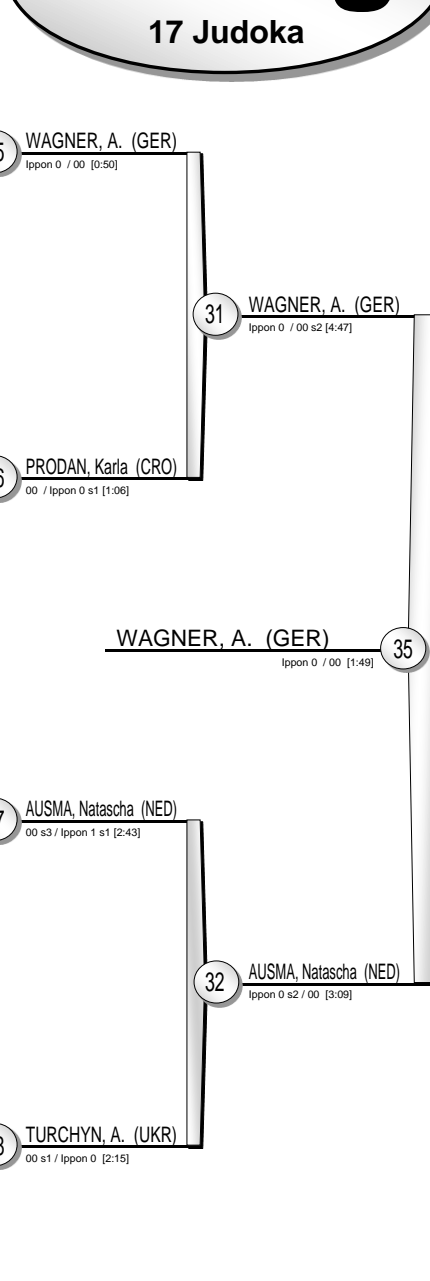 17 Judoka
5 WAGNER, A. (GER)
Ippon 0 / 00 [0:50]
31 WAGNER, A. (GER)
Ippon 0 / 00 s2 [4:47]
6 PRODAN, Karla (CRO)
00 / Ippon 0 s1 [1:06]
WAGNER, A. (GER) 35
Ippon 0 / 00 [1:49]
7 AUSMA, Natascha (NED)
00 s3 / Ippon 1 s1 [2:43]
32 AUSMA, Natascha (NED)
Ippon 0 s2 / 00 [3:09]
TURCHYN, A. (UKR)
00 s1 / Ippon 0 [2:15]